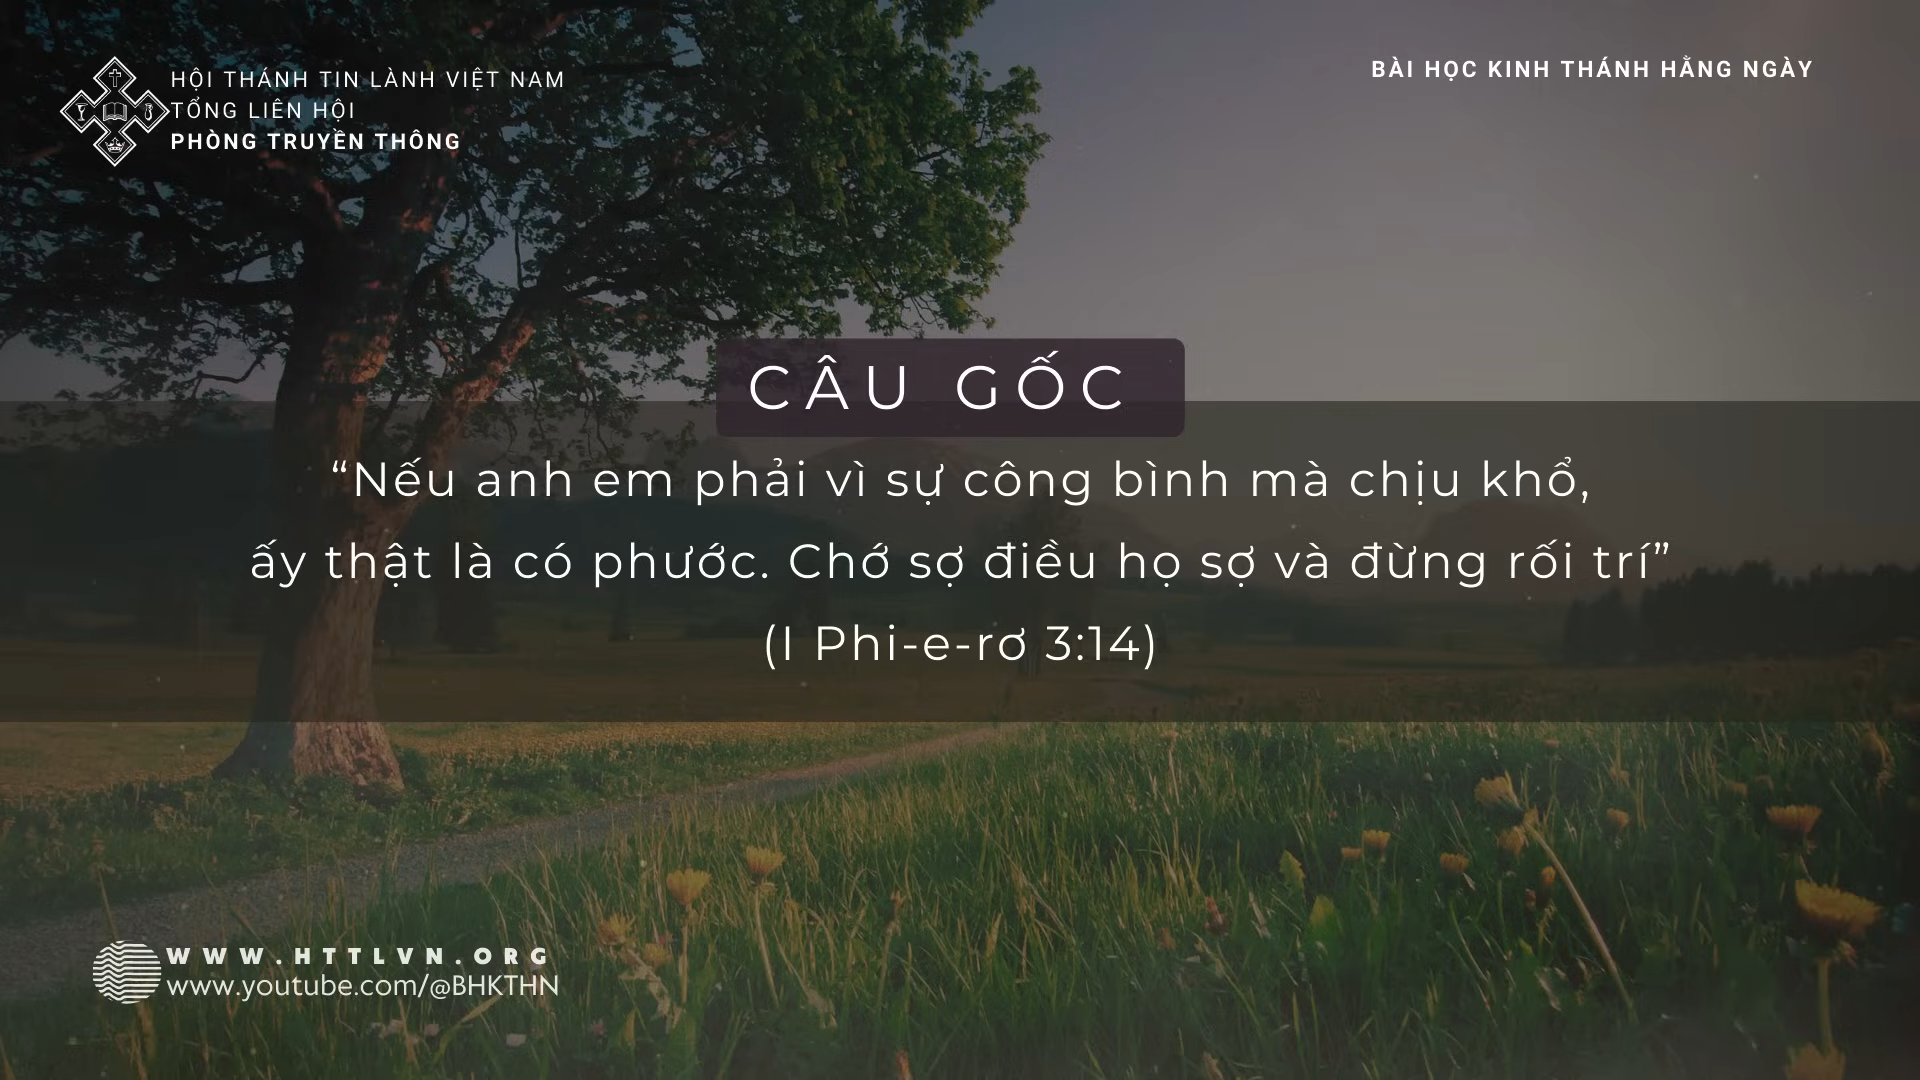 HỘI THÁNH TIN LÀNH VIỆT NAM
TỔNG LIÊN HỘI
PHÒNG TRUYỀN THÔNG
BÀI HỌC KINH THÁNH HẰNG NGÀY
CÂU GỐC
“Nếu anh em phải vì sự công bình mà chịu khổ,
ấy thật là có phước. Chớ sợ điều họ sợ và đừng rối trí”
(I Phi-e-rơ 3:14)
WWW.HTTLVN.ORG
www.youtube.com/@BHKTHN